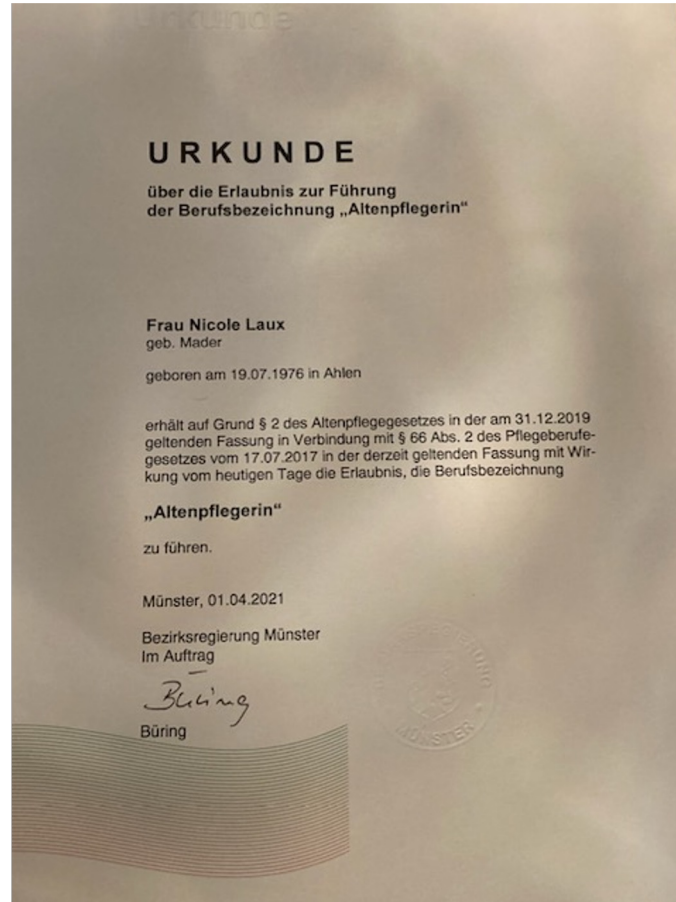 Urkunde
URKUNDE
über die Erlaubnis zur Führung
der Berufsbezeichnung „Altenpflegerin“
Frau Nicole Laux
geb. Mader
geboren am 19.07.1976 in Ahlen
erhält auf Grund § 2 des Altenpflegegesetzes in der am 31.12.2019
geltenden Fassung in Verbindung mit § 66 Abs. 2 des Pflegeberufe-
gesetzes vom 17.07.2017 in der derzeit geltenden Fassung mit Wir-
kung vom heutigen Tage die Erlaubnis, die Berufsbezeichnung
„Altenpflegerin“
zu führen.
Münster, 01.04.2021
Bezirksregierung Münster
Im Auftrag
Büring
Büring
MÜNSTER